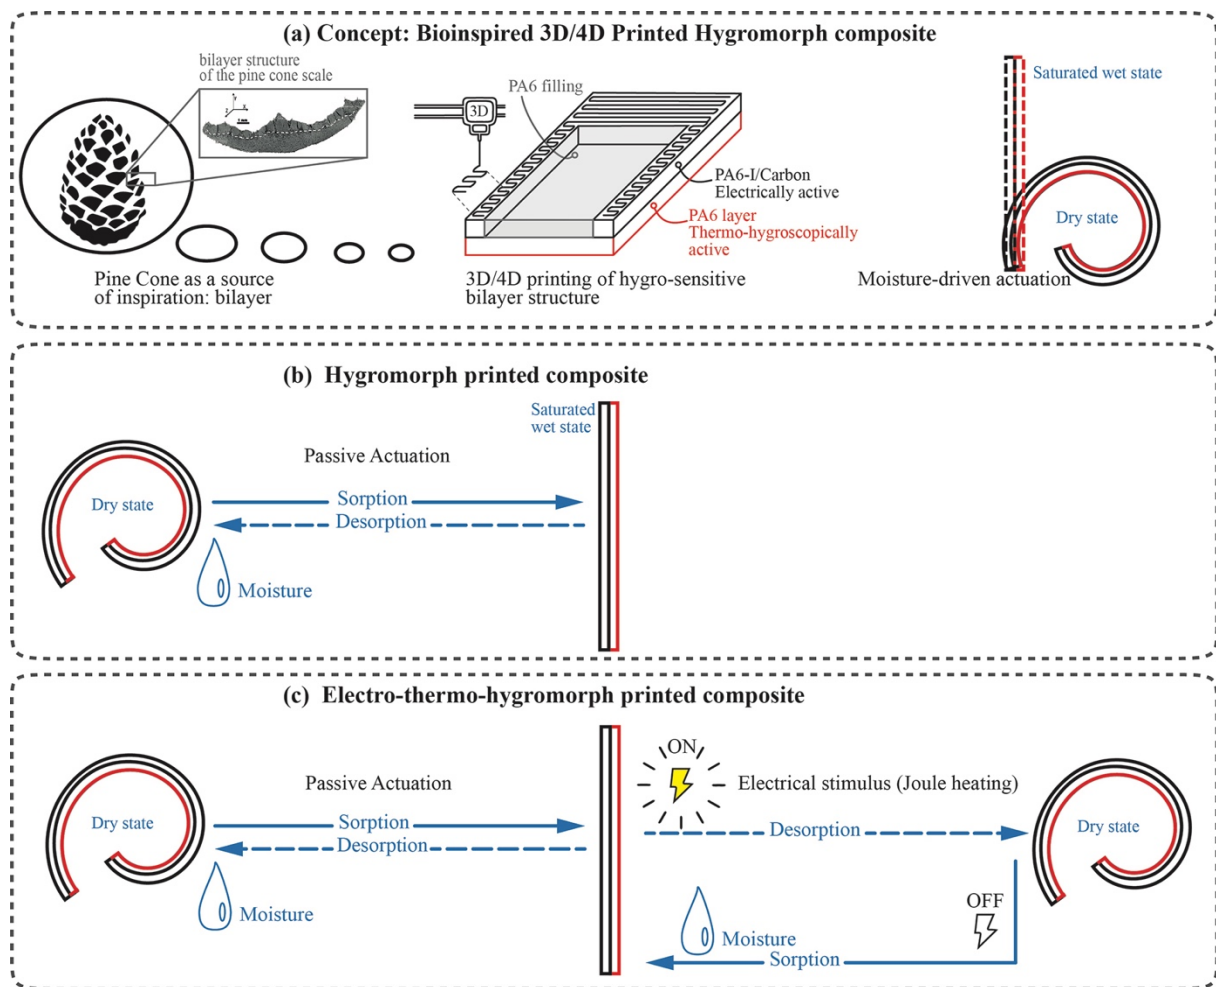 (a) Concept: Bioinspired 3D/4D Printed Hygromorph composite
bilayer structure
of the pine cone scale
PA6 filling
3D
Saturated wet state
PA6-I/Carbon
Electrically active
PA6 layer
Thermo-hygroscopically
active
Dry state
Pine Cone as a source
of inspiration: bilayer
3D/4D printing of hygro-sensitive
bilayer structure
Moisture-driven actuation
(b) Hygromorph printed composite
Saturated
wet state
Passive Actuation
Dry state
Sorption
Desorption
Moisture
(c) Electro-thermo-hygromorph printed composite
ON
Passive Actuation
Electrical stimulus (Joule heating)
Dry state
Sorption
Desorption
Desorption
Dry state
Moisture
OFF
Moisture
Sorption